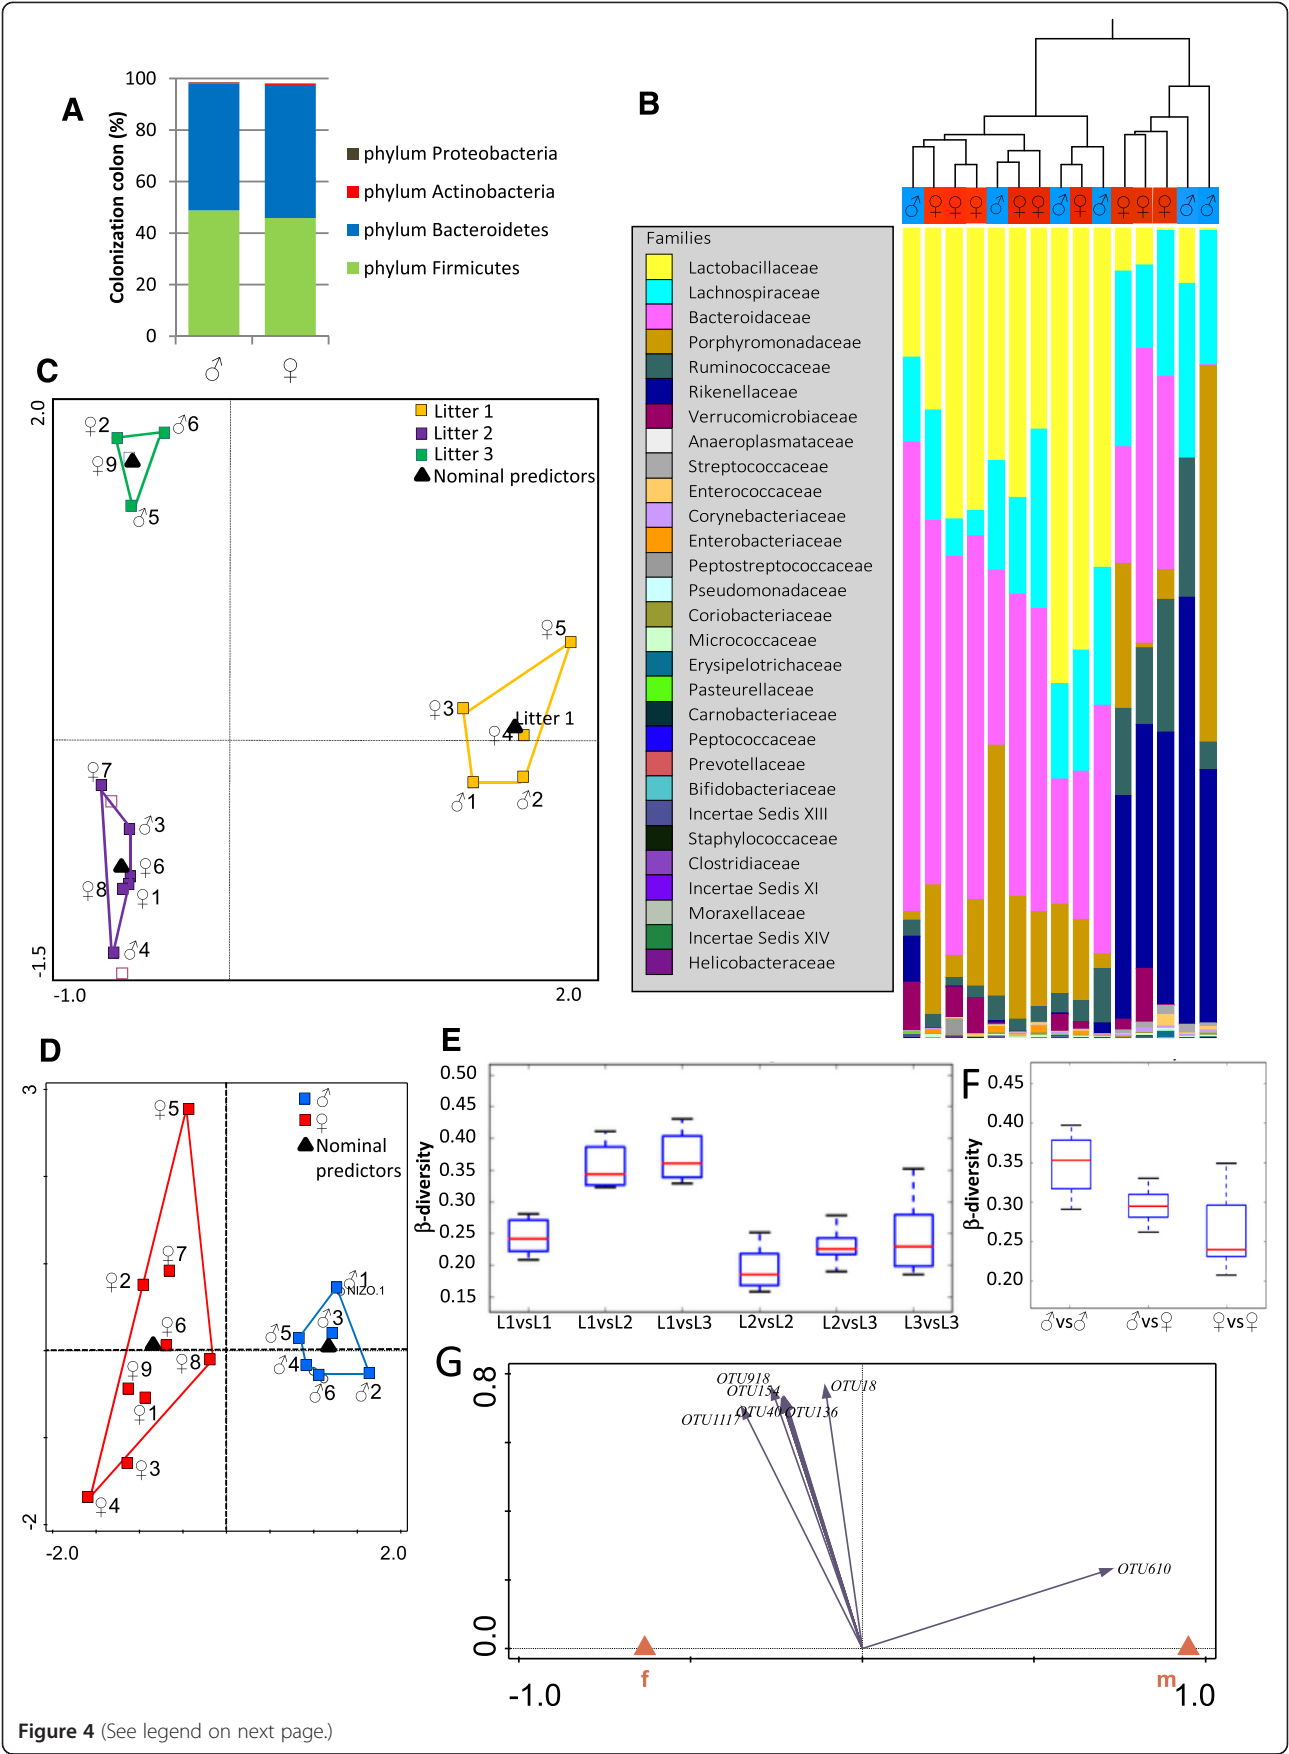 A
Colonization colon (%)
100
80
60
40
20
0
♂ ♀
phylum Proteobacteria
phylum Actinobacteria
phylum Bacteroidetes
phylum Firmicutes
B
♂ ♀ ♀ ♀ ♂ ♀ ♀ ♂ ♀ ♂ ♀ ♀ ♀ ♂ ♂
Families
Lactobacillaceae
Lachnospiraceae
Bacteroidaceae
Porphyromonadaceae
Ruminococcaceae
Rikenellaceae
Verrucomicrobiaceae
Anaeroplasmataceae
Streptococcaceae
Enterococcaceae
Corynebacteriaceae
Enterobacteriaceae
Peptostreptococcaceae
Pseudomonadaceae
Coriobacteriaceae
Micrococcaceae
Erysipelotrichaceae
Pasteurellaceae
Carnobacteriaceae
Peptococcaceae
Prevotellaceae
Bifidobacteriaceae
Incertae Sedis XIII
Staphylococcaceae
Clostridiaceae
Incertae Sedis XI
Moraxellaceae
Incertae Sedis XIV
Helicobacteraceae
C
2.0
-1.5
-1.0
2.0
Litter 1
Litter 2
Litter 3
Nominal predictors
♀2
♂6
♀9
♂5
♀5
♀3
Litter 1
♀4
♂1
♂2
♀7
♂3
♀6
♀8
♀1
♂4
D
3
-2
-2.0
2.0
♂
♀
Nominal
predictors
♀5
♀7
♀2
♀6
♀8
♀9
♀1
♀3
♀4
♂1
NIZO.1
♂3
♂5
♂4
♂6
♂2
E
β-diversity
0.50
0.45
0.40
0.35
0.30
0.25
0.20
0.15
L1vsL1 L1vsL2 L1vsL3 L2vsL2 L2vsL3 L3vsL3
F
β-diversity
0.45
0.40
0.35
0.30
0.25
0.20
♂vs♂ ♂vs♀ ♀vs♀
G
0.8
0.0
OTU918
OTU154
OTU18
OTU1117
OTU40
OTU136
OTU610
f
m
-1.0
1.0
Figure 4 (See legend on next page.)